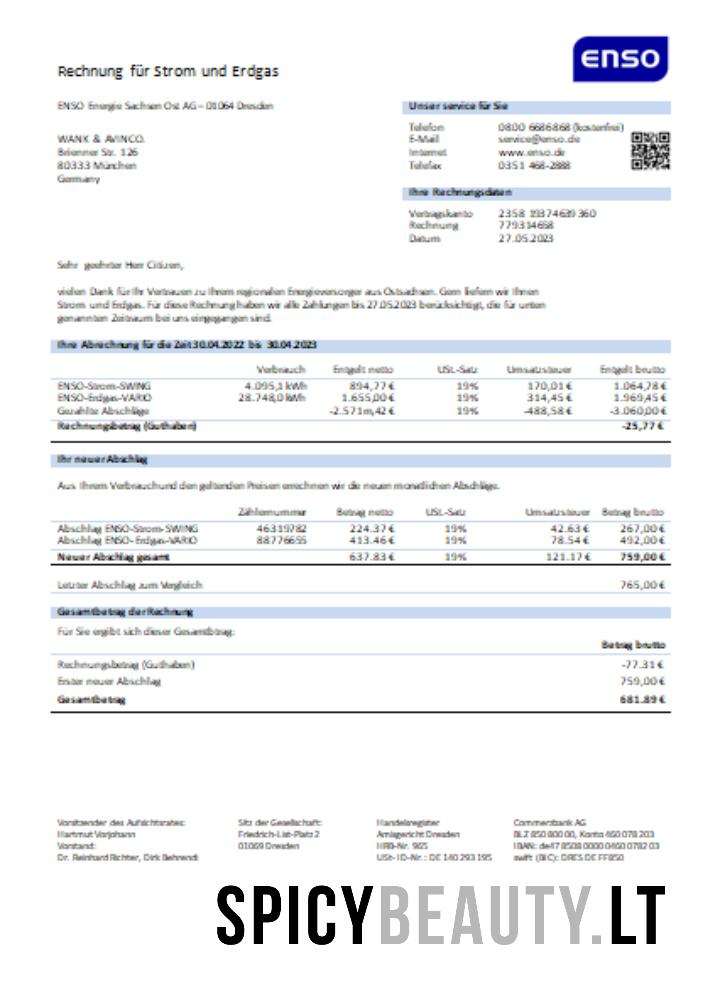 enso
Rechnung für Strom und Erdgas
ENSO Energie Sachsen Ost AG – 01064 Dresden
Unser service für Sie
WANK & AVINCO.
Brienner Str. 126
80333 München
Germany
Telefon 0800 6686868 (kostenfrei)
E-Mail service@enso.de
Internet www.enso.de
Telefax 0351 468-2888
Ihre Rechnungsdaten
Vertragskonto 2358 19374639 360
Rechnung 779314658
Datum 27.05.2023
Sehr geehrter Herr Citizen,
vielen Dank für Ihr Vertrauen zu Ihrem regionalen Energieversorger aus Ostsachsen. Gern liefern wir Ihnen
Strom und Erdgas. Für diese Rechnung haben wir alle Zahlungen bis 27.05.2023 berücksichtigt, die für unten
genannten Zeitraum bei uns eingegangen sind.
Ihre Abrechnung für die Zeit 30.04.2022 bis 30.04.2023
Verbrauch Entgelt netto USt.-Satz Umsatzsteuer Entgelt brutto
ENSO-Strom-SWING 4.095,1 kWh 894,77 € 19% 170,01 € 1.064,78 €
ENSO-Erdgas-VARIO 28.748,0 kWh 1.655,00 € 19% 314,45 € 1.969,45 €
Gezahlte Abschläge -2.571m,42 € 19% -488,58 € -3.060,00 €
Rechnungsbetrag (Guthaben) -25,77 €
Ihr neuer Abschlag
Aus Ihrem Verbrauch und den geltenden Preisen errechnen wir die neuen monatlichen Abschläge.
Zählernummer Betrag netto USt.-Satz Umsatzsteuer Betrag brutto
Abschlag ENSO-Strom-SWING 46319782 224.37 € 19% 42.63 € 267,00 €
Abschlag ENSO- Erdgas-VARIO 88776655 413.46 € 19% 78.54 € 492,00 €
Neuer Abschlag gesamt 637.83 € 19% 121.17 € 759,00 €
Letzter Abschlag zum Vergleich 765,00 €
Gesamtbetrag der Rechnung
Für Sie ergibt sich dieser Gesamtbtrag:
Betrag brutto
Rechnungsbetrag (Guthaben) -77.31 €
Erster neuer Abschlag 759,00 €
Gesamtbetrag 681.89 €
Vorsitzender des Aufsichtsrates:
Hartmut Vorjohann
Vorstand:
Dr. Reinhard Richter, Dirk Behrendt
Sitz der Gesellschaft:
Friedrich-List-Platz 2
01069 Dresden
Handelsregister
Amtsgericht Dresden
HRB-Nr. 965
USt- ID-Nr. : DE 140 293 195
Commerzbank AG
BLZ 850 800 00, Konto 460 078 203
IBAN: de47 8508 0000 0460 0782 03
swift (BIC): DRES DE FF850
SPICYBEAUTY.LT